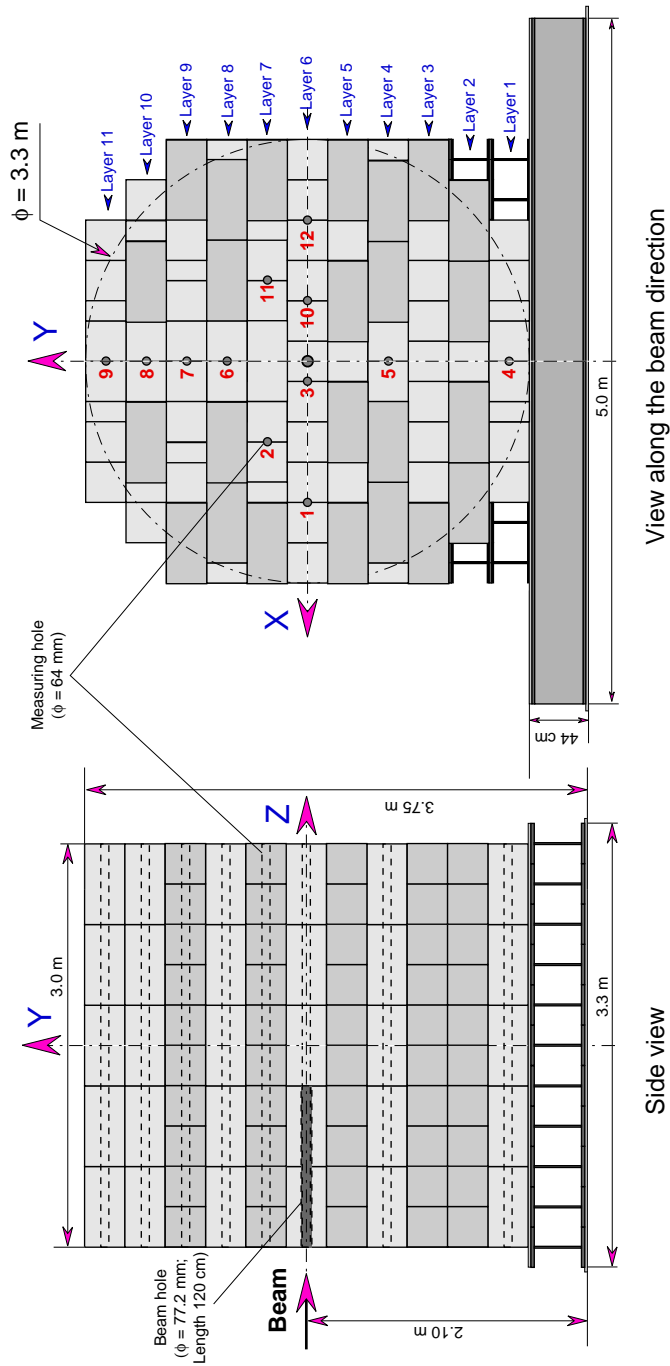 Y
3.0 m
Beam hole
(ϕ = 77.2 mm;
Length 120 cm)
Beam
Z
2.10 m
3.75 m
3.3 m
Side view
Measuring hole
(ϕ = 64 mm)
ϕ = 3.3 m
Y
X
Layer 11
Layer 10
Layer 9
Layer 8
Layer 7
Layer 6
Layer 5
Layer 4
Layer 3
Layer 2
Layer 1
9
8
7
6
11
2
12
10
3
1
5
4
44 cm
5.0 m
View along the beam direction